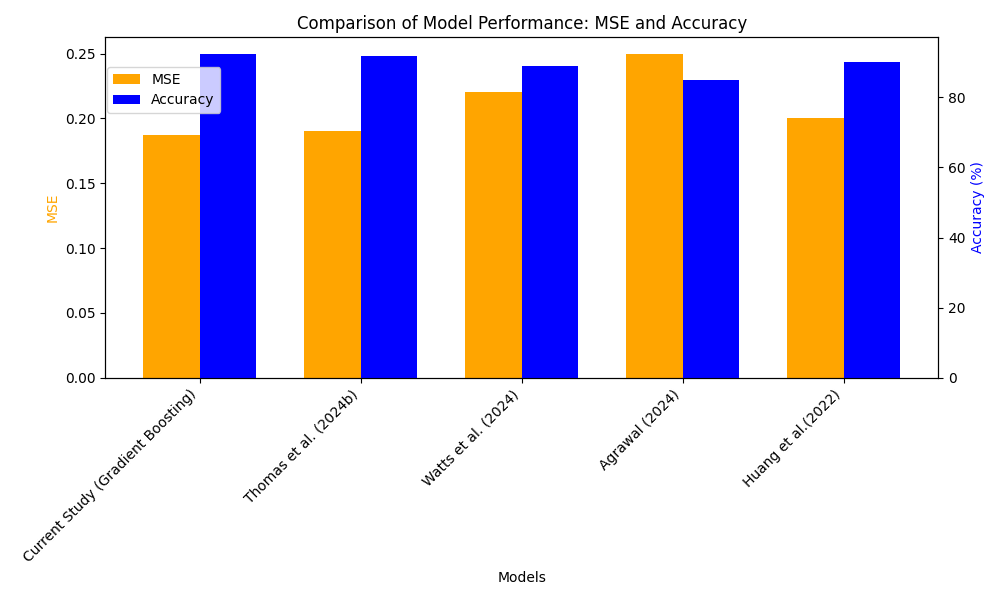 Comparison of Model Performance: MSE and Accuracy
MSE
Accuracy
0.25
0.20
0.15
0.10
0.05
0.00
MSE
80
60
40
20
0
Accuracy (%)
Current Study (Gradient Boosting)
Thomas et al. (2024b)
Watts et al. (2024)
Agrawal (2024)
Huang et al.(2022)
Models